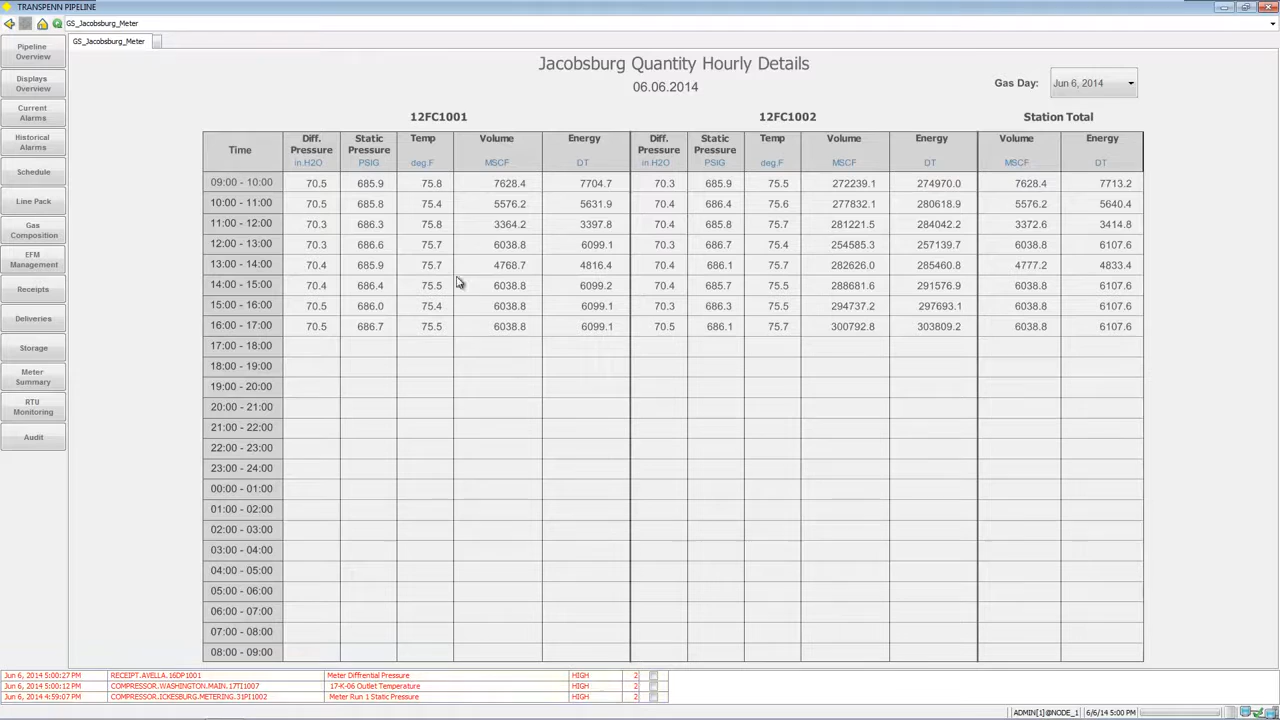 TRANSPENN PIPELINE
GS_Jacobsburg_Meter
GS_Jacobsburg_Meter
Pipeline Overview
Displays Overview
Current Alarms
Historical Alarms
Schedule
Line Pack
Gas Composition
EFM Management
Receipts
Deliveries
Storage
Meter Summary
RTU Monitoring
Audit
Jacobsburg Quantity Hourly Details
06.06.2014
Gas Day: Jun 6, 2014
12FC1001 12FC1002 Station Total
Time Diff. Pressure Static Pressure Temp Volume Energy Diff. Pressure Static Pressure Temp Volume Energy Volume Energy
in.H2O PSIG deg.F MSCF DT in.H2O PSIG deg.F MSCF DT MSCF DT
09:00 - 10:00 70.5 685.9 75.8 7628.4 7704.7 70.3 685.9 75.5 272239.1 274970.0 7628.4 7713.2
10:00 - 11:00 70.5 685.8 75.4 5576.2 5631.9 70.4 686.4 75.6 277832.1 280618.9 5576.2 5640.4
11:00 - 12:00 70.3 686.3 75.8 3364.2 3397.8 70.4 685.8 75.7 281221.5 284042.2 3372.6 3414.8
12:00 - 13:00 70.3 686.6 75.7 6038.8 6099.1 70.3 686.7 75.4 254585.3 257139.7 6038.8 6107.6
13:00 - 14:00 70.4 685.9 75.7 4768.7 4816.4 70.4 686.1 75.7 282626.0 285460.8 4777.2 4833.4
14:00 - 15:00 70.4 686.4 75.5 6038.8 6099.2 70.4 685.7 75.5 288681.6 291576.9 6038.8 6107.6
15:00 - 16:00 70.5 686.0 75.4 6038.8 6099.1 70.3 686.3 75.5 294737.2 297693.1 6038.8 6107.6
16:00 - 17:00 70.5 686.7 75.5 6038.8 6099.1 70.5 686.1 75.7 300792.8 303809.2 6038.8 6107.6
17:00 - 18:00
18:00 - 19:00
19:00 - 20:00
20:00 - 21:00
21:00 - 22:00
22:00 - 23:00
23:00 - 24:00
00:00 - 01:00
01:00 - 02:00
02:00 - 03:00
03:00 - 04:00
04:00 - 05:00
05:00 - 06:00
06:00 - 07:00
07:00 - 08:00
08:00 - 09:00
Jun 6, 2014 5:00:27 PM RECEIPT.AVELLA.16DP1001 Meter Diffrential Pressure HIGH 2
Jun 6, 2014 5:00:12 PM COMPRESSOR.WASHINGTON.MAIN.17TI1007 17-K-06 Outlet Temperature HIGH 2
Jun 6, 2014 4:59:07 PM COMPRESSOR.ICKESBURG.METERING.31PI1002 Meter Run 1 Static Pressure HIGH 2
ADMIN[1]@NODE_1 6/6/14 5:00 PM